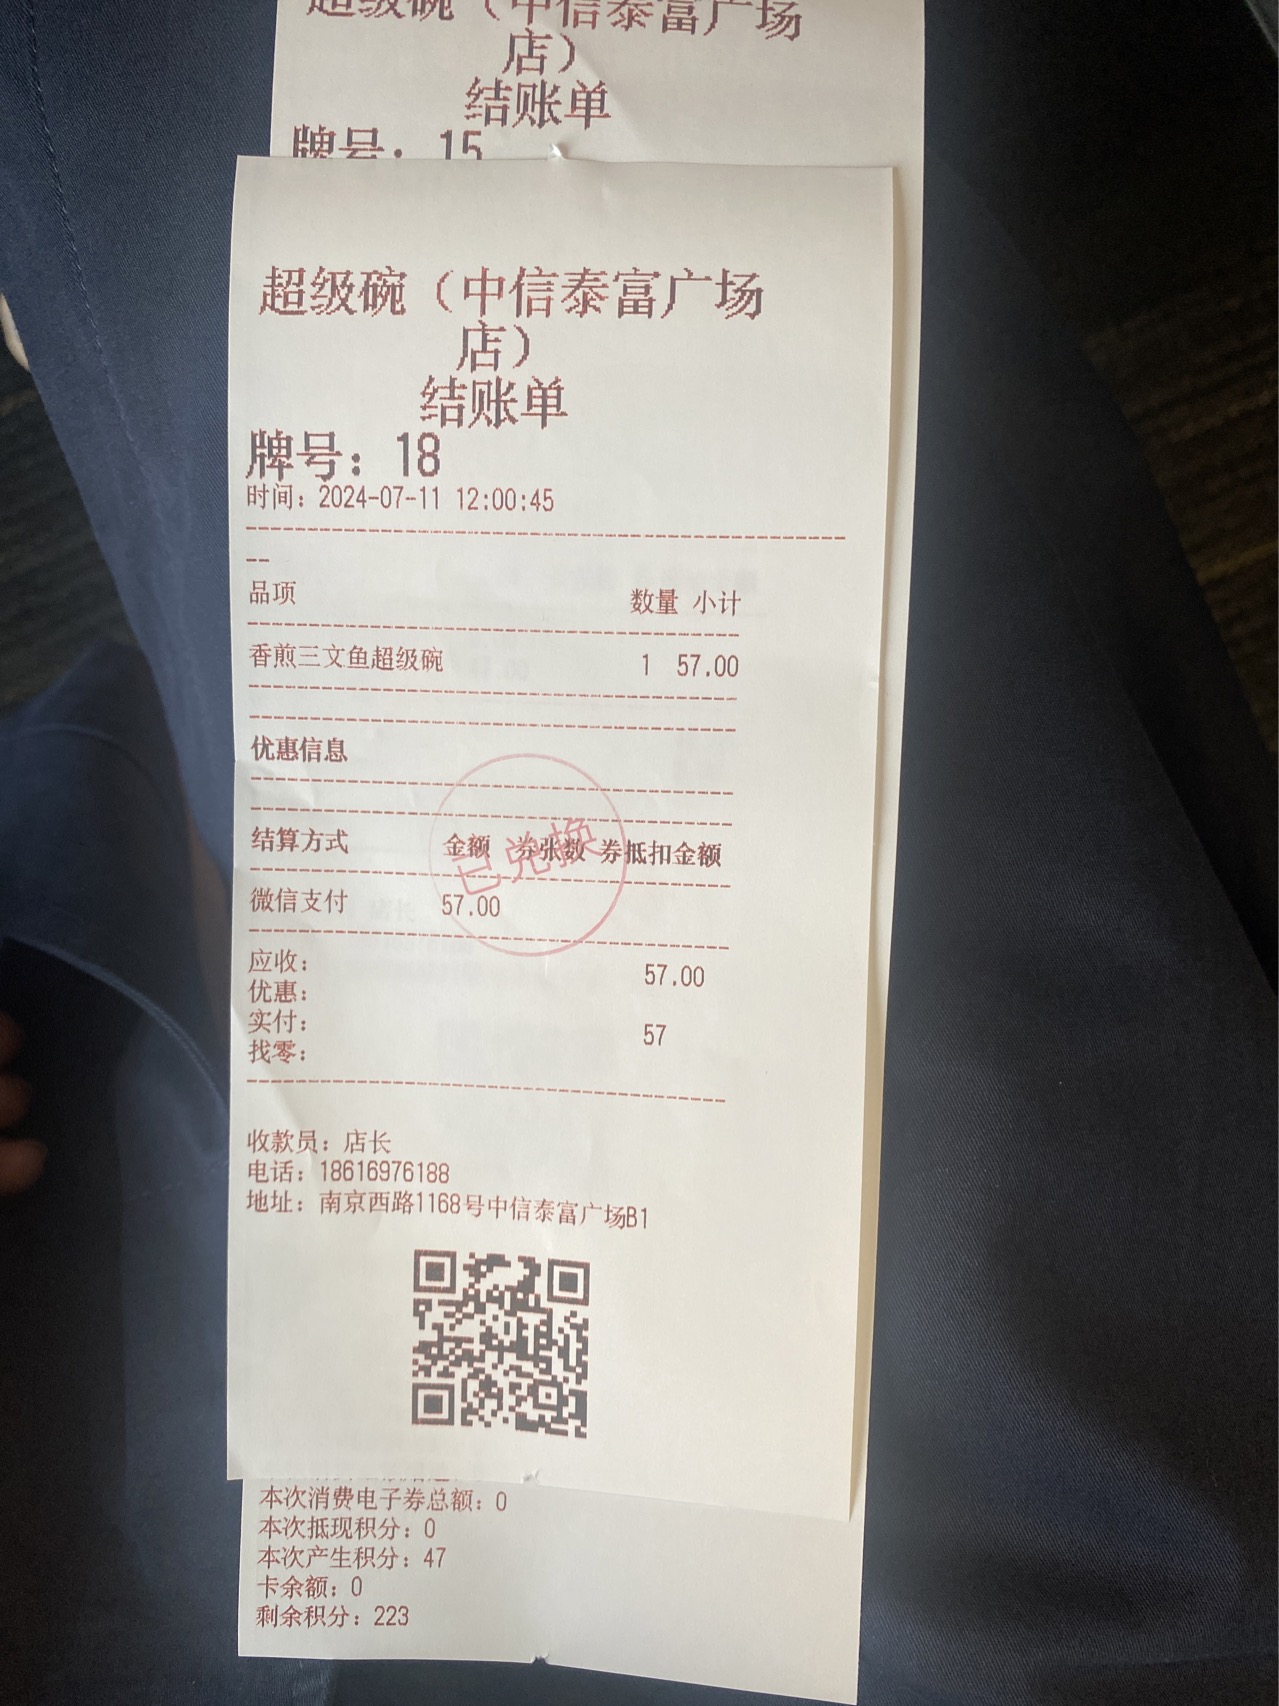 超级碗（中信泰富广场
店）
结账单
牌号：15
超级碗（中信泰富广场
店）
结账单
牌号：18
时间：2024-07-11 12:00:45
品项 数量 小计
香煎三文鱼超级碗 1 57.00
优惠信息
结算方式 金额 券张数 券抵扣金额
已兑换
微信支付 57.00
应收： 57.00
优惠：
实付： 57
找零：
收款员：店长
电话：18616976188
地址：南京西路1168号中信泰富广场B1
本次消费电子券总额：0
本次抵现积分：0
本次产生积分：47
卡余额：0
剩余积分：223